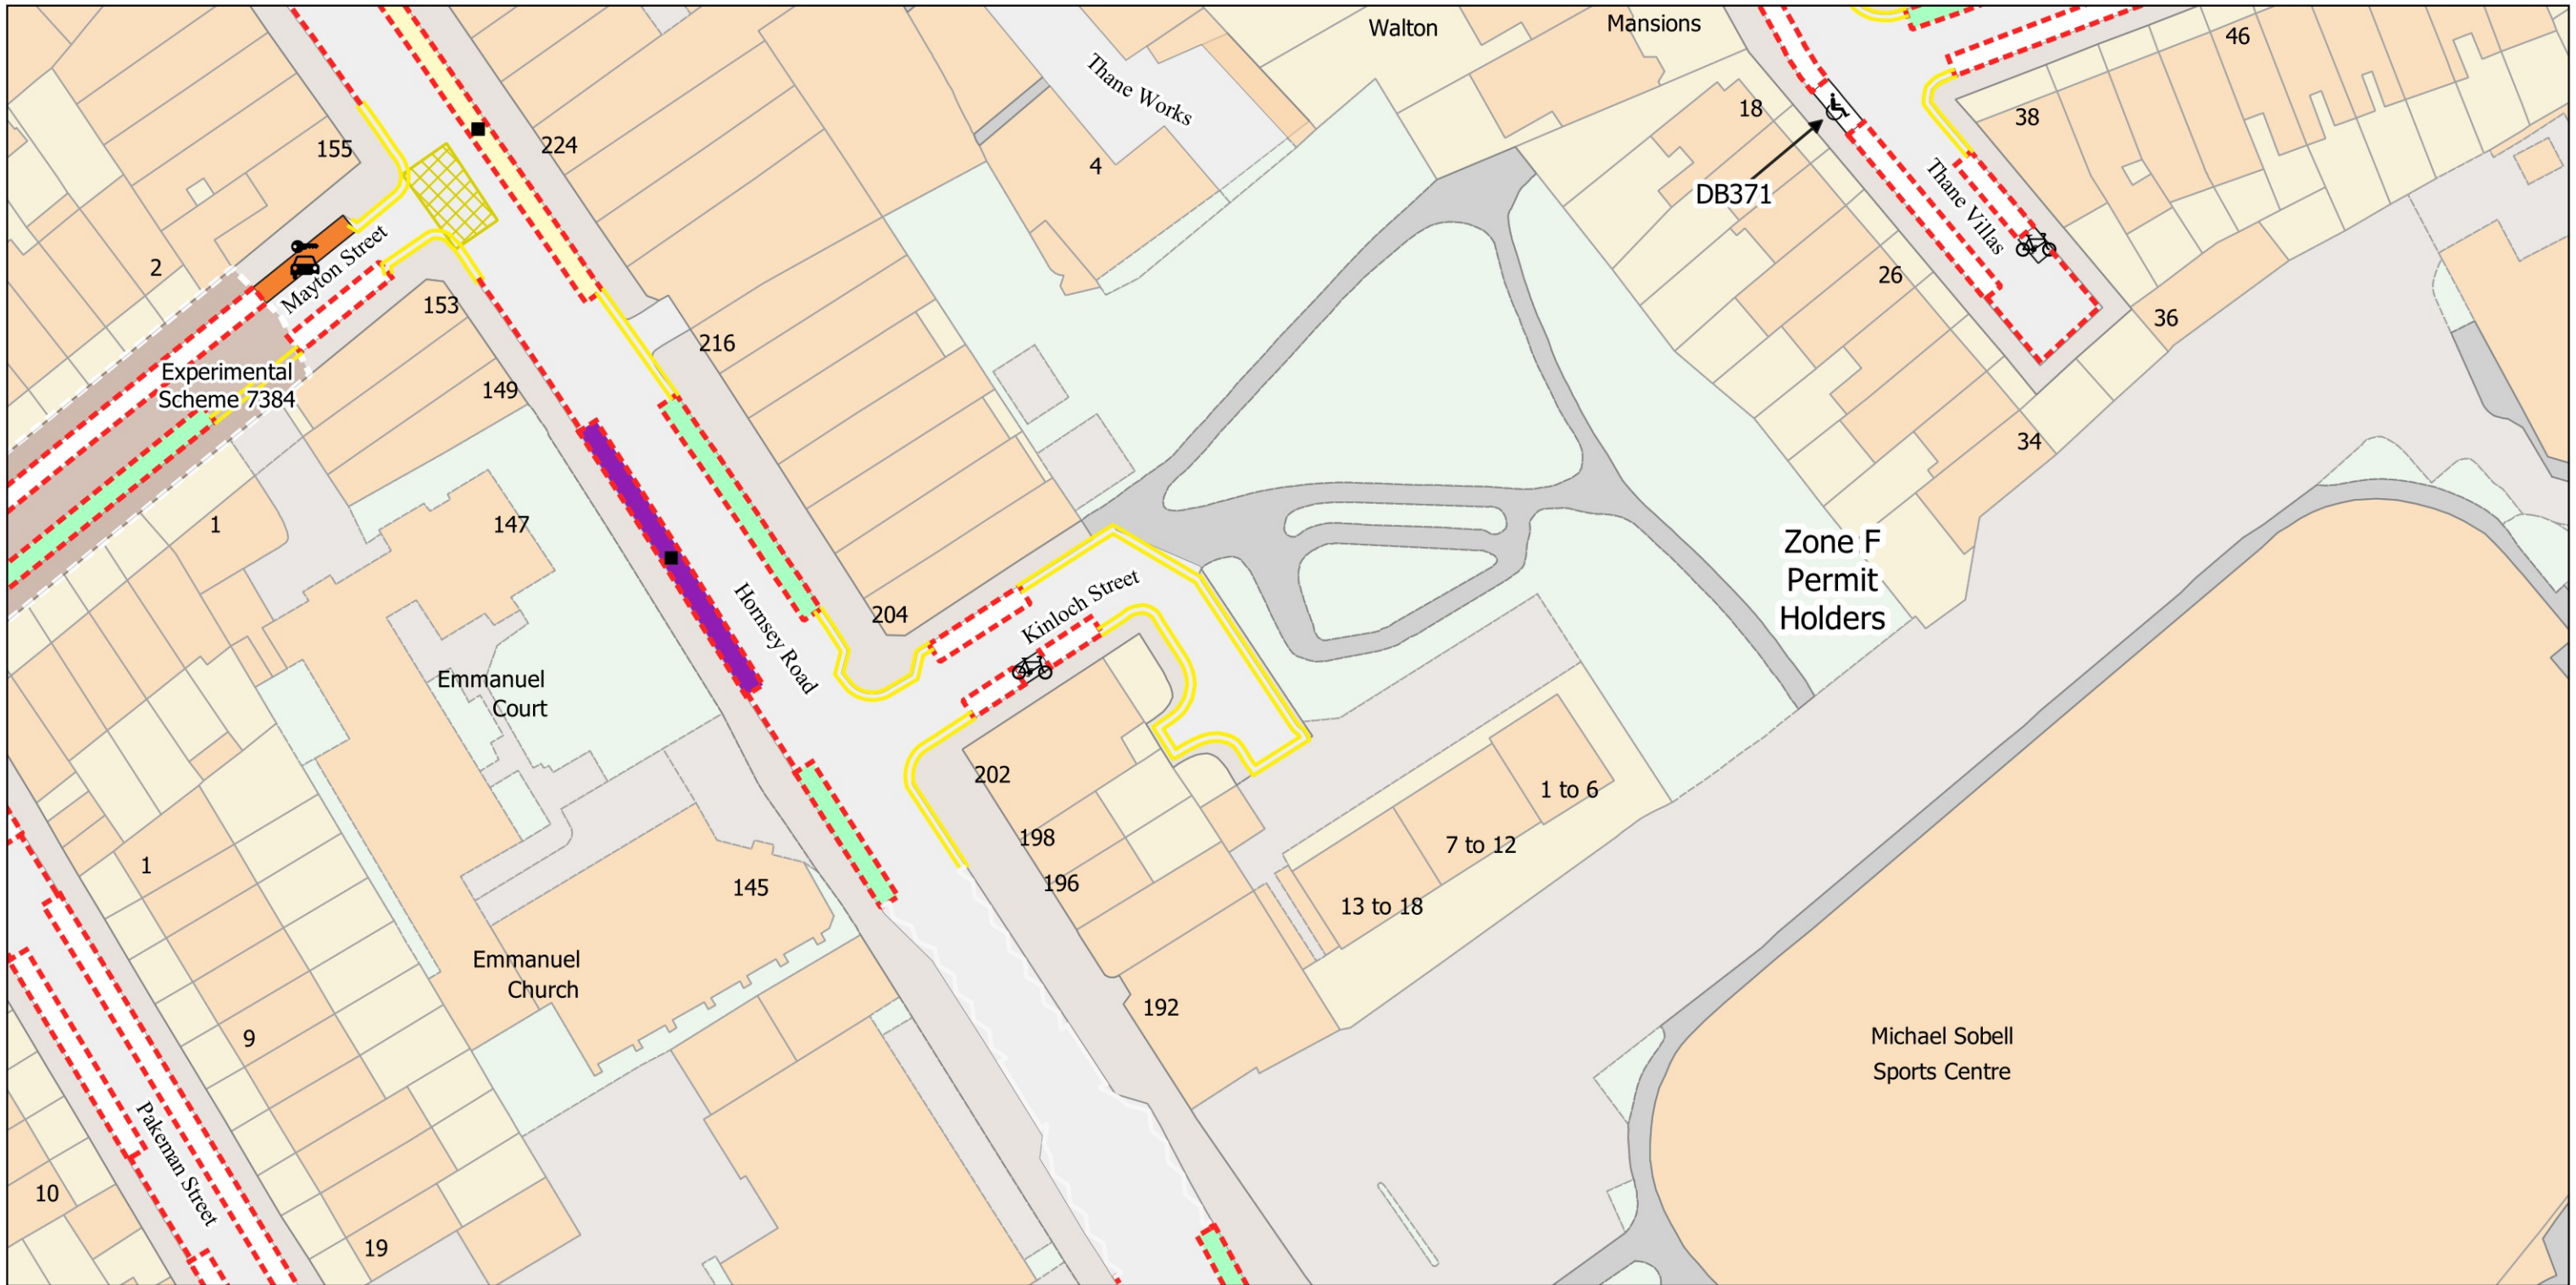 Walton
Mansions
46
Thane Works
18
38
155
224
4
DB371
Thane Villas
2
Mayton Street
153
26
36
216
Experimental
Scheme 7384
149
34
1
147
Zone F
Permit
Holders
Hornsey Road
204
Kinloch Street
Emmanuel
Court
202
1 to 6
198
7 to 12
1
145
196
13 to 18
Emmanuel
Church
192
9
Michael Sobell
Sports Centre
Pakeman Street
10
19